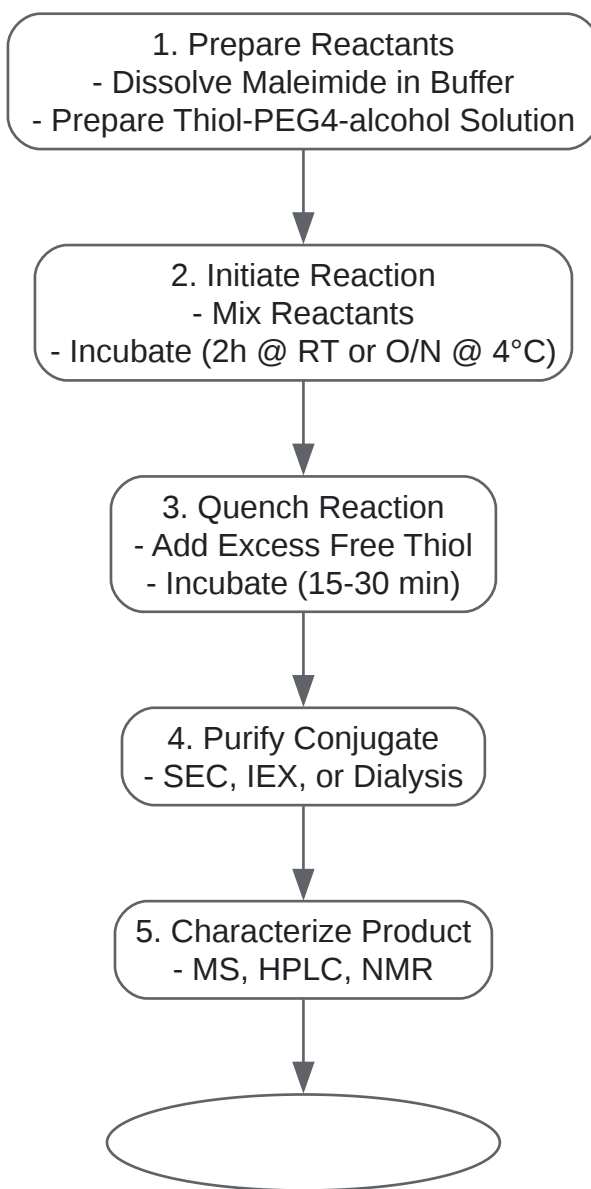 1. Prepare Reactants
- Dissolve Maleimide in Buffer
- Prepare Thiol-PEG4-alcohol Solution
2. Initiate Reaction
- Mix Reactants
- Incubate (2h @ RT or O/N @ 4°C)
3. Quench Reaction
- Add Excess Free Thiol
- Incubate (15-30 min)
4. Purify Conjugate
- SEC, IEX, or Dialysis
5. Characterize Product
- MS, HPLC, NMR